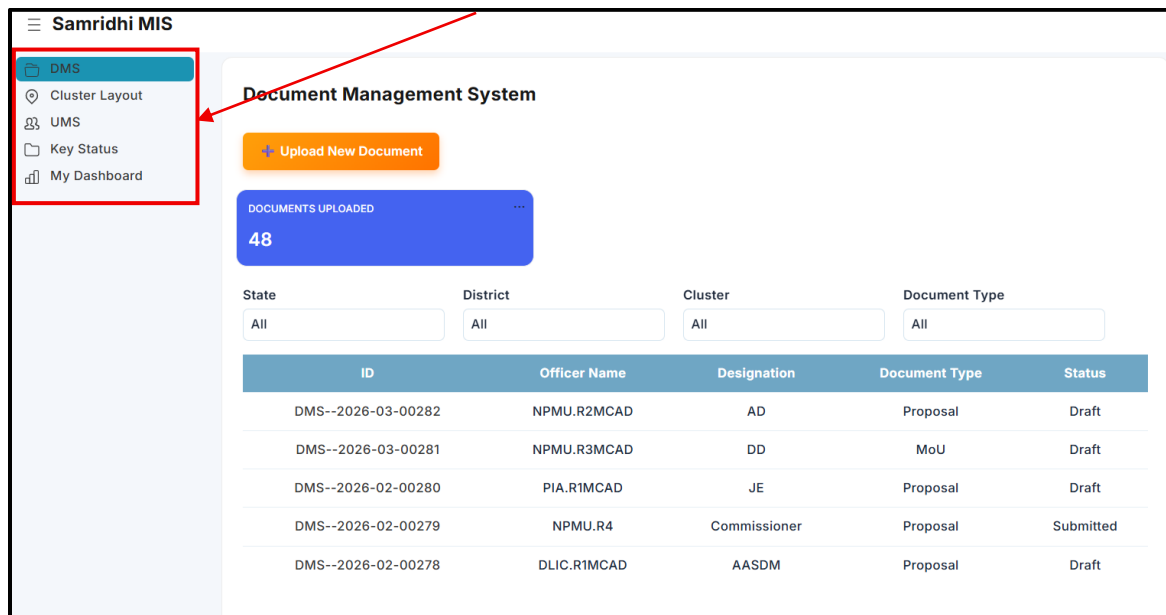 Samridhi MIS
DMS
Cluster Layout
UMS
Key Status
My Dashboard
Document Management System
Upload New Document
DOCUMENTS UPLOADED
48
State District Cluster Document Type
All All All All
ID Officer Name Designation Document Type Status
DMS--2026-03-00282 NPMU.R2MCAD AD Proposal Draft
DMS--2026-03-00281 NPMU.R3MCAD DD MoU Draft
DMS--2026-02-00280 PIA.R1MCAD JE Proposal Draft
DMS--2026-02-00279 NPMU.R4 Commissioner Proposal Submitted
DMS--2026-02-00278 DLIC.R1MCAD AASDM Proposal Draft